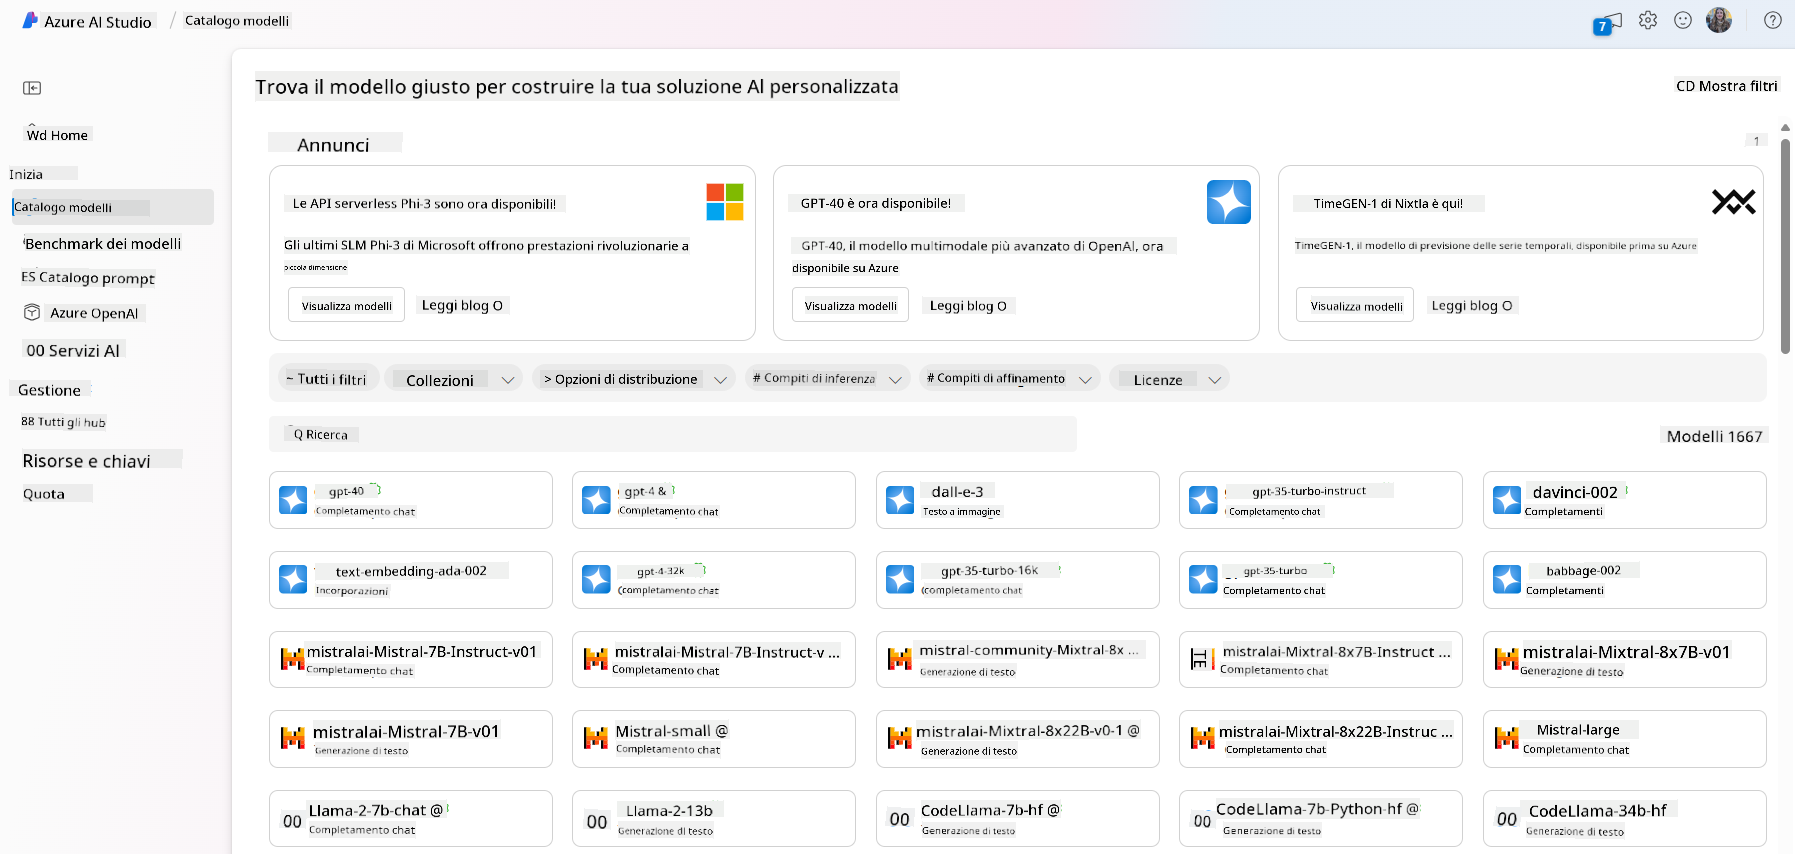 Azure AI Studio / Catalogo modelli
7
Trova il modello giusto per costruire la tua soluzione AI personalizzata
CD Mostra filtri
Wd Home
Inizia
Catalogo modelli
Benchmark dei modelli
ES Catalogo prompt
Azure OpenAI
00 Servizi AI
Gestione
88 Tutti gli hub
Risorse e chiavi
Quota
Annunci
1
Le API serverless Phi-3 sono ora disponibili!
Gli ultimi SLM Phi-3 di Microsoft offrono prestazioni rivoluzionarie a
piccola dimensione
Visualizza modelli
Leggi blog O
GPT-40 è ora disponibile!
GPT-40, il modello multimodale più avanzato di OpenAI, ora
disponibile su Azure
Visualizza modelli
Leggi blog O
TimeGEN-1 di Nixtla è qui!
TimeGEN-1, il modello di previsione delle serie temporali, disponibile prima su Azure
Visualizza modelli
Leggi blog O
~ Tutti i filtri
Collezioni
> Opzioni di distribuzione
# Compiti di inferenza
# Compiti di affinamento
Licenze
Q Ricerca
Modelli 1667
gpt-40
Completamento chat
gpt-4 &
Completamento chat
dall-e-3
Testo a immagine
gpt-35-turbo-instruct
Completamento chat
davinci-002
Completamenti
text-embedding-ada-002
Incorporazioni
gpt-4-32k
Completamento chat
gpt-35-turbo-16k
Completamento chat
gpt-35-turbo
Completamento chat
babbage-002
Completamenti
mistralai-Mistral-7B-Instruct-v01
Completamento chat
mistralai-Mistral-7B-Instruct-v ...
Completamento chat
mistral-community-Mixtral-8x ...
Generazione di testo
mistralai-Mixtral-8x7B-Instruct ...
Completamento chat
mistralai-Mixtral-8x7B-v01
Generazione di testo
mistralai-Mistral-7B-v01
Generazione di testo
Mistral-small @
Completamento chat
mistralai-Mixtral-8x22B-v0-1 @
Generazione di testo
mistralai-Mixtral-8x22B-Instruc ...
Completamento chat
Mistral-large
Completamento chat
00 Llama-2-7b-chat @
Completamento chat
00 Llama-2-13b
Generazione di testo
00 CodeLlama-7b-hf @
Generazione di testo
00 CodeLlama-7b-Python-hf @
Generazione di testo
00 CodeLlama-34b-hf
Generazione di testo